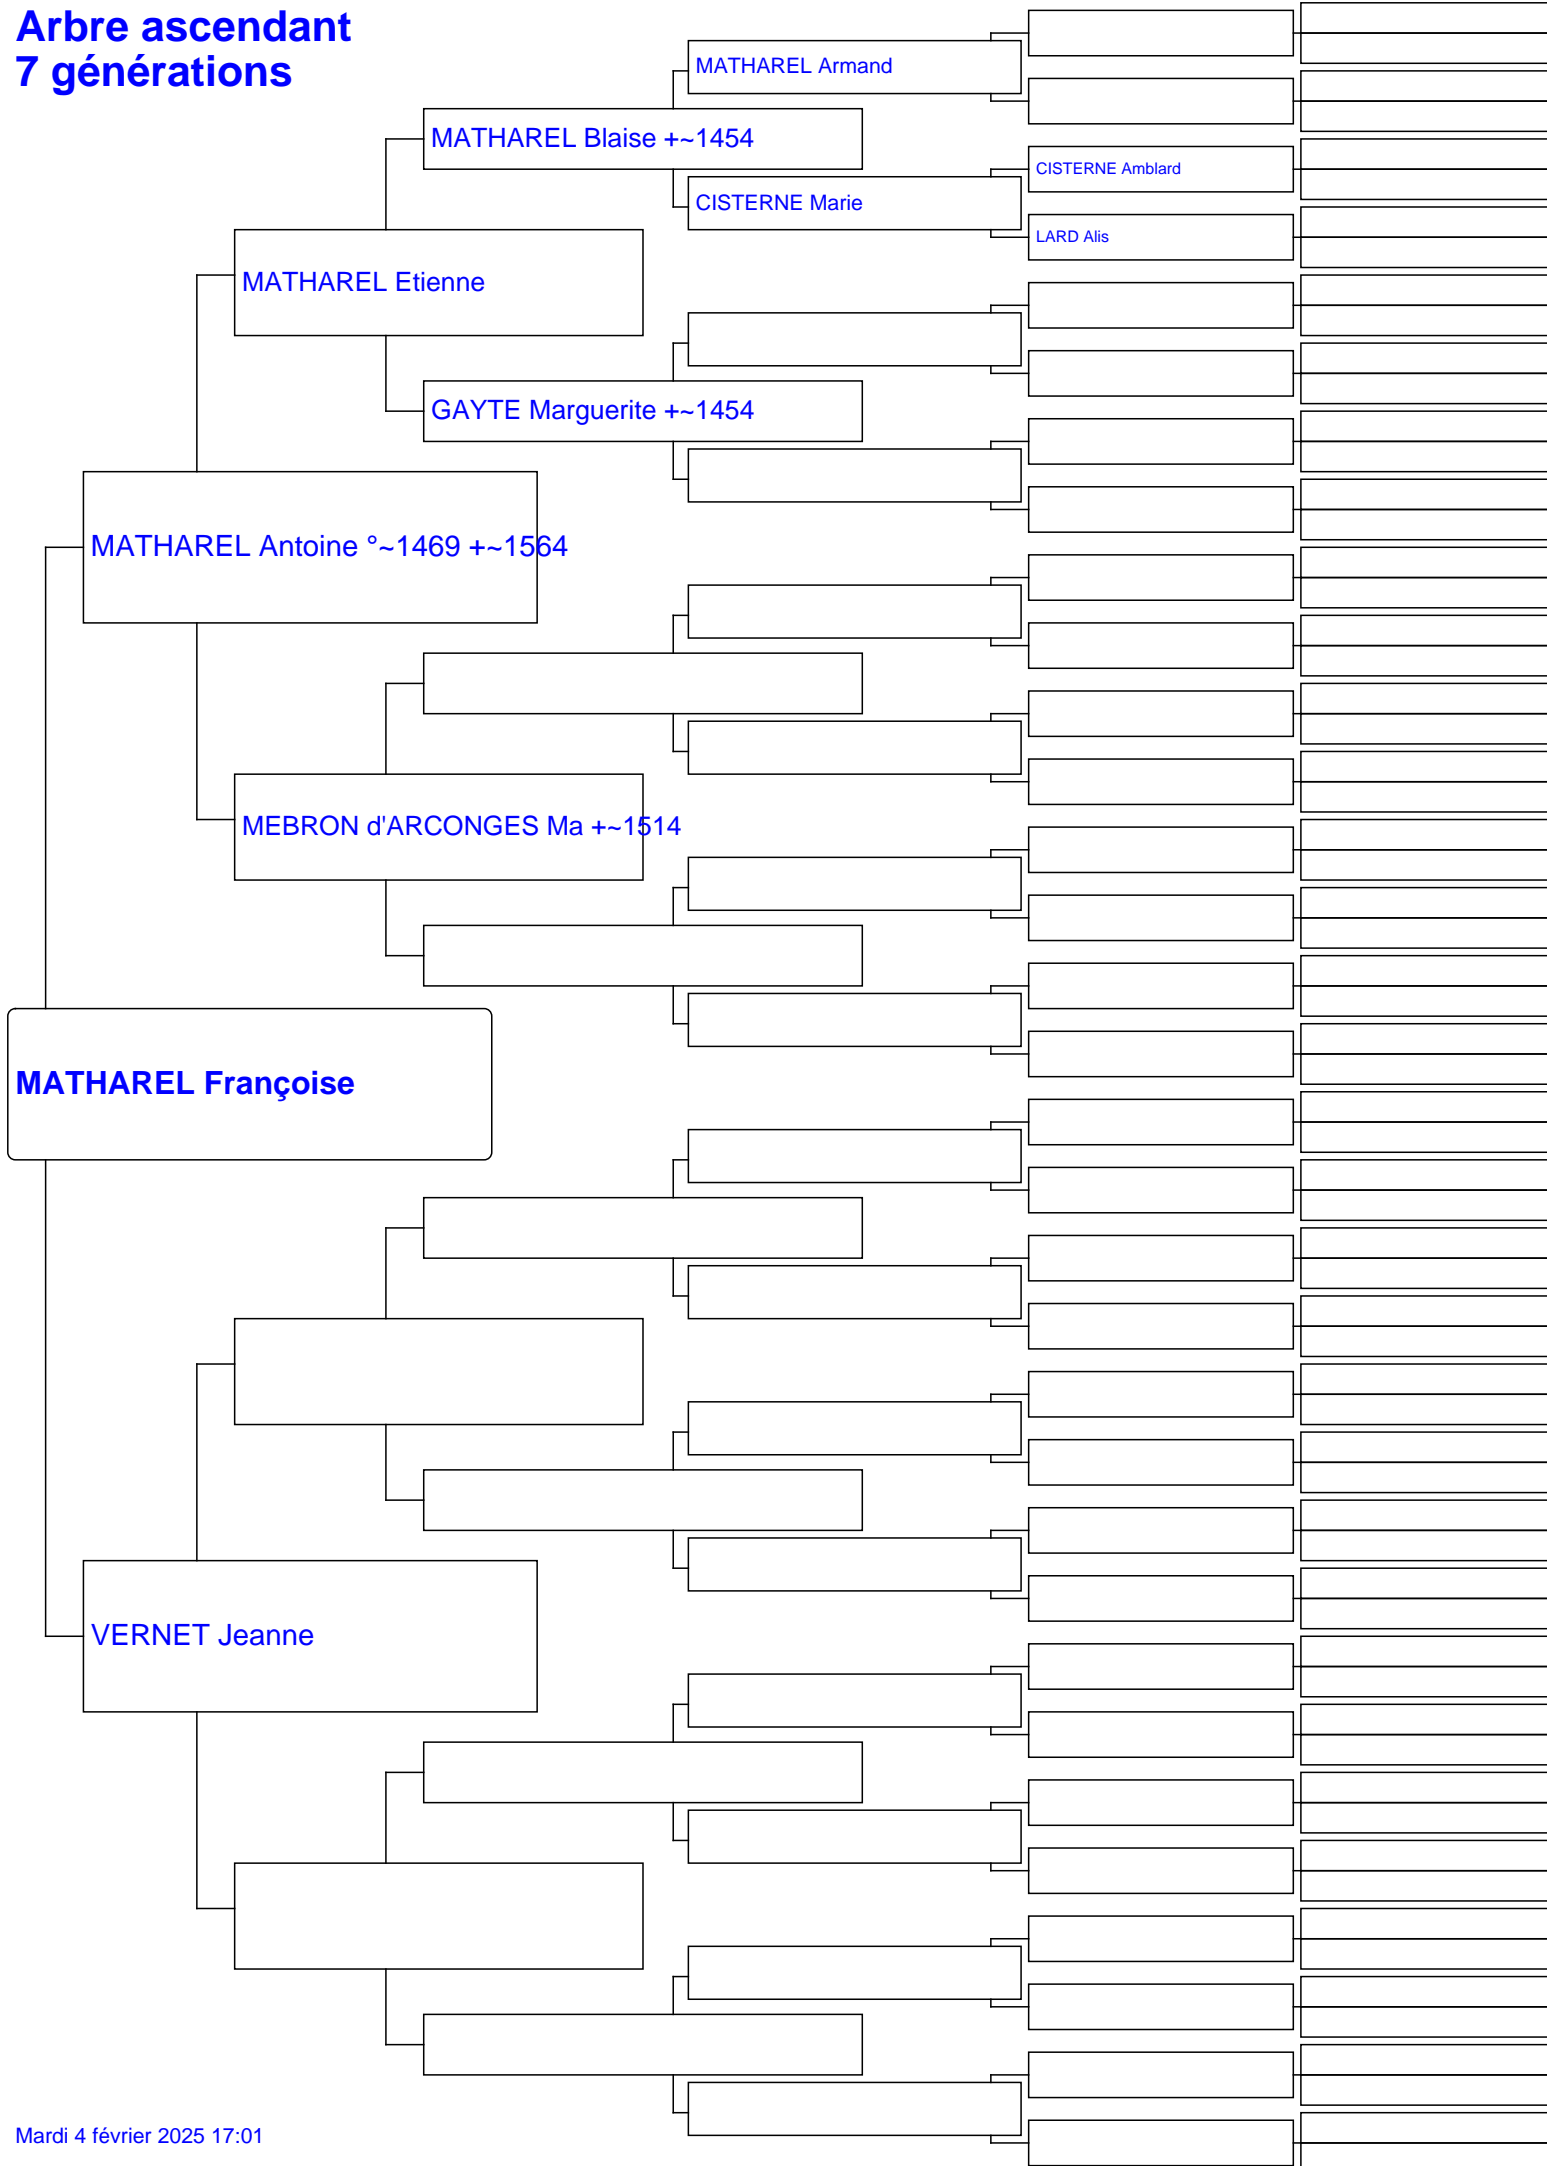 Arbre ascendant
7 générations
MATHAREL Armand
MATHAREL Blaise +~1454
CISTERNE Amblard
CISTERNE Marie
LARD Alis
MATHAREL Etienne
GAYTE Marguerite +~1454
MATHAREL Antoine °~1469 +~1564
MEBRON d'ARCONGES Ma +~1514
MATHAREL Françoise
VERNET Jeanne
Mardi 4 février 2025 17:01